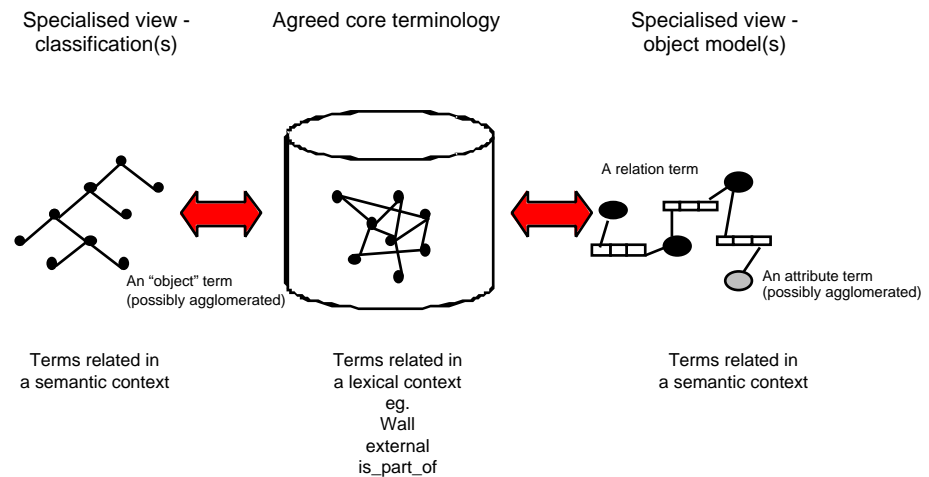 Specialised view -
classification(s)
Agreed core terminology
Specialised view -
object model(s)
A relation term
An “object” term
(possibly agglomerated)
An attribute term
(possibly agglomerated)
Terms related in
a semantic context
Terms related in
a lexical context
eg.
Wall
external
is_part_of
Terms related in
a semantic context